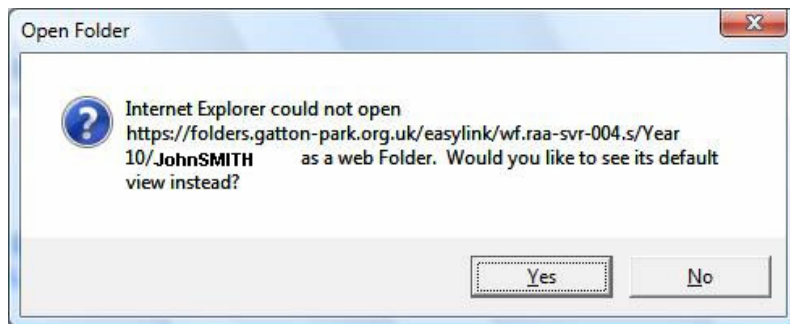 Open Folder
Internet Explorer could not open
https://folders.gatton-park.org.uk/easylink/wf.raa-svr-004.s/Year
10/JohnSMITH as a web Folder. Would you like to see its default
view instead?
Yes No